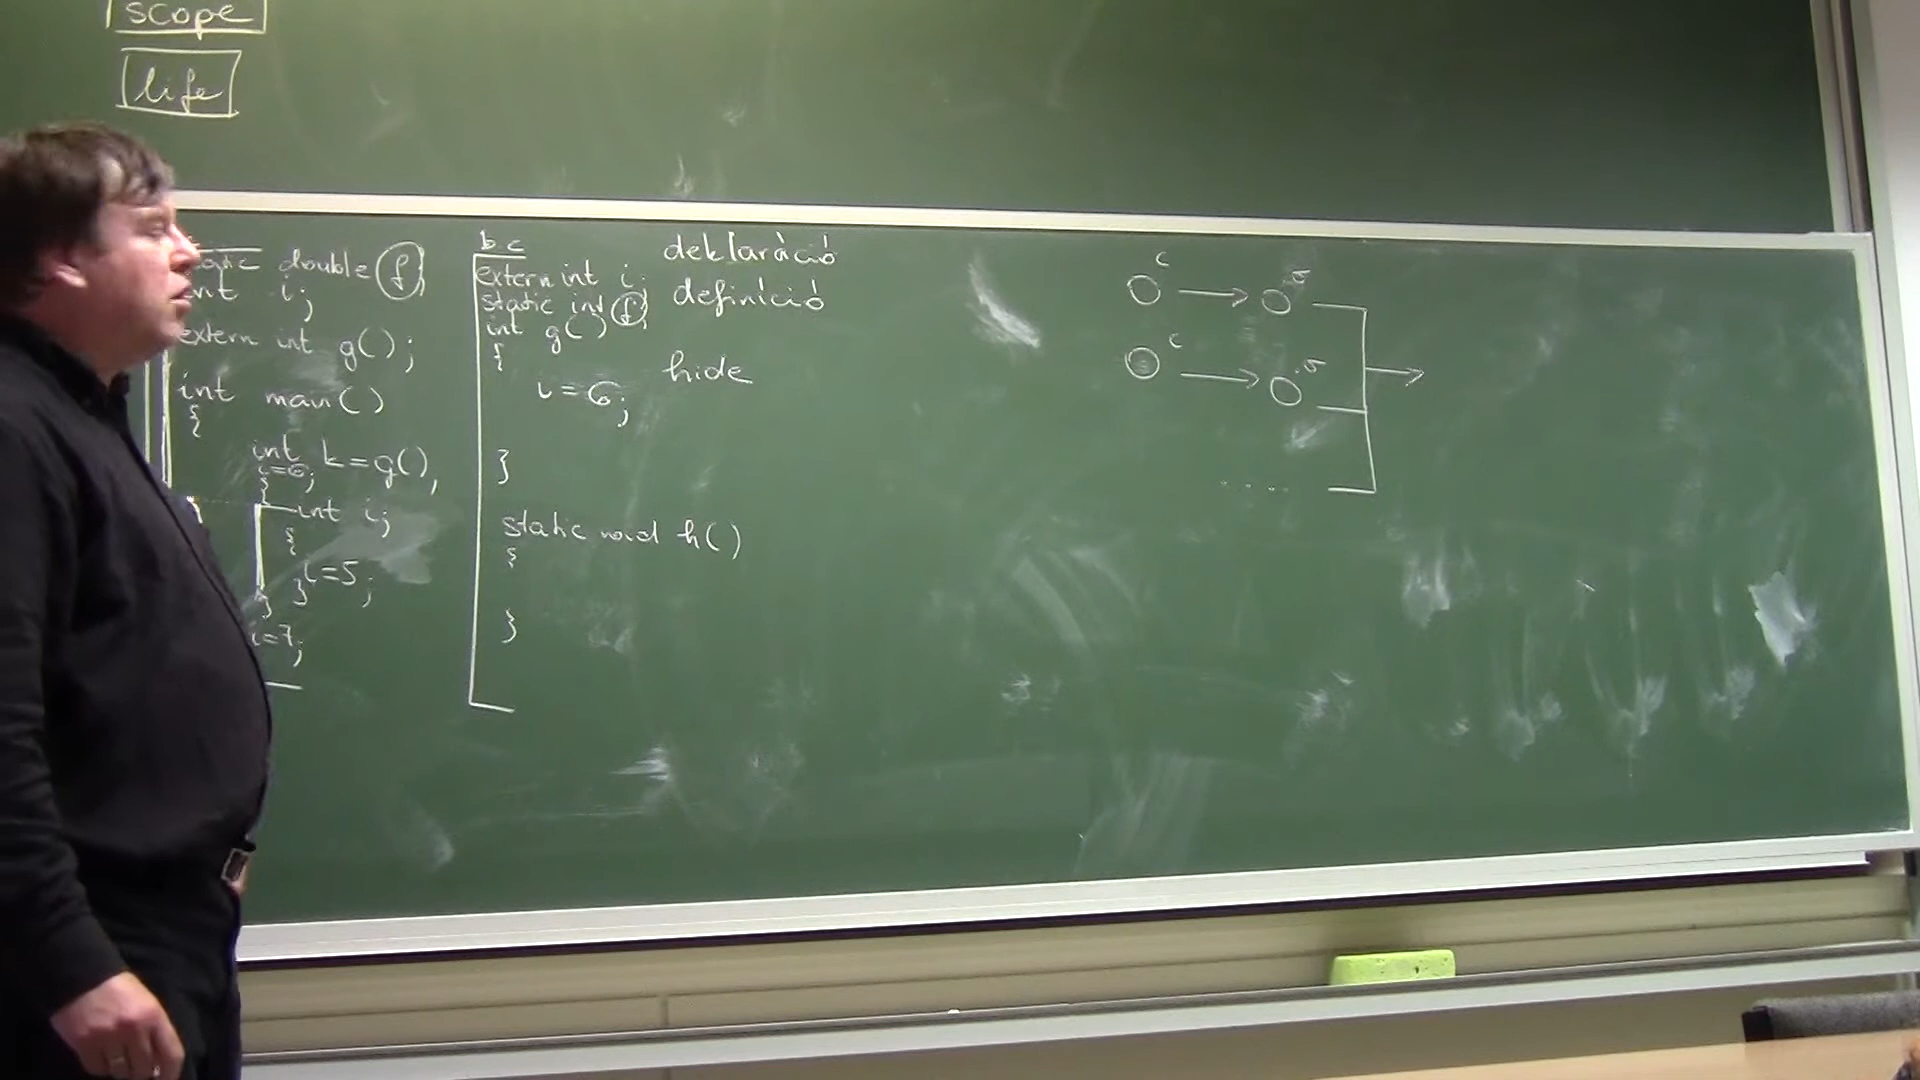 scope
life
double f;
int i;
extern int g();
int main()
{
int k=g();
i=6;
{
int i;
{
i=5;
}
}
i=7;
b c
extern int i;
static int f;
int g()
{
i=6;
}
static void h()
{
}
deklaráció
definíció
hide
c
c
....